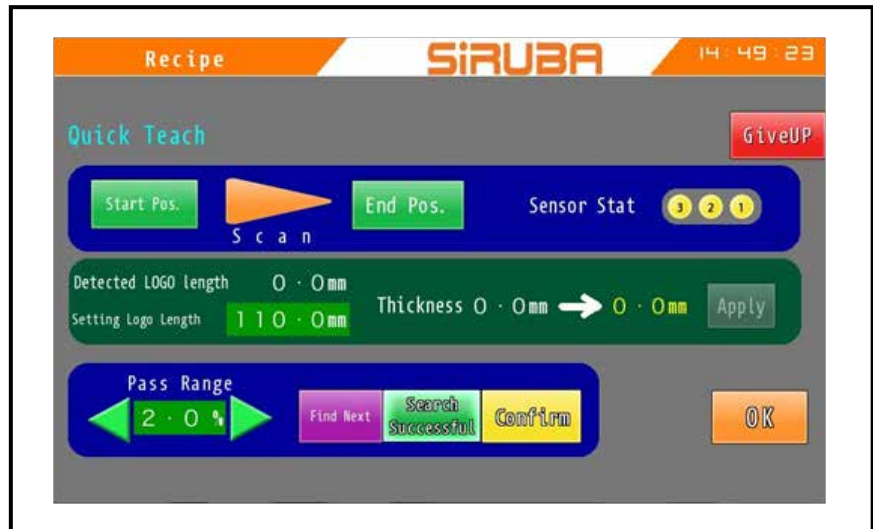 Recipe SiRUBA 14:49:23
Quick Teach
GiveUP
Start Pos.
Scan
End Pos.
Sensor Stat
3 2 1
Detected LOGO length 0.0mm
Setting Logo Length 110.0mm
Thickness 0.0mm 0.0mm
Apply
Pass Range
2.0 %
Find Next
Search
Successful
Confirm
OK